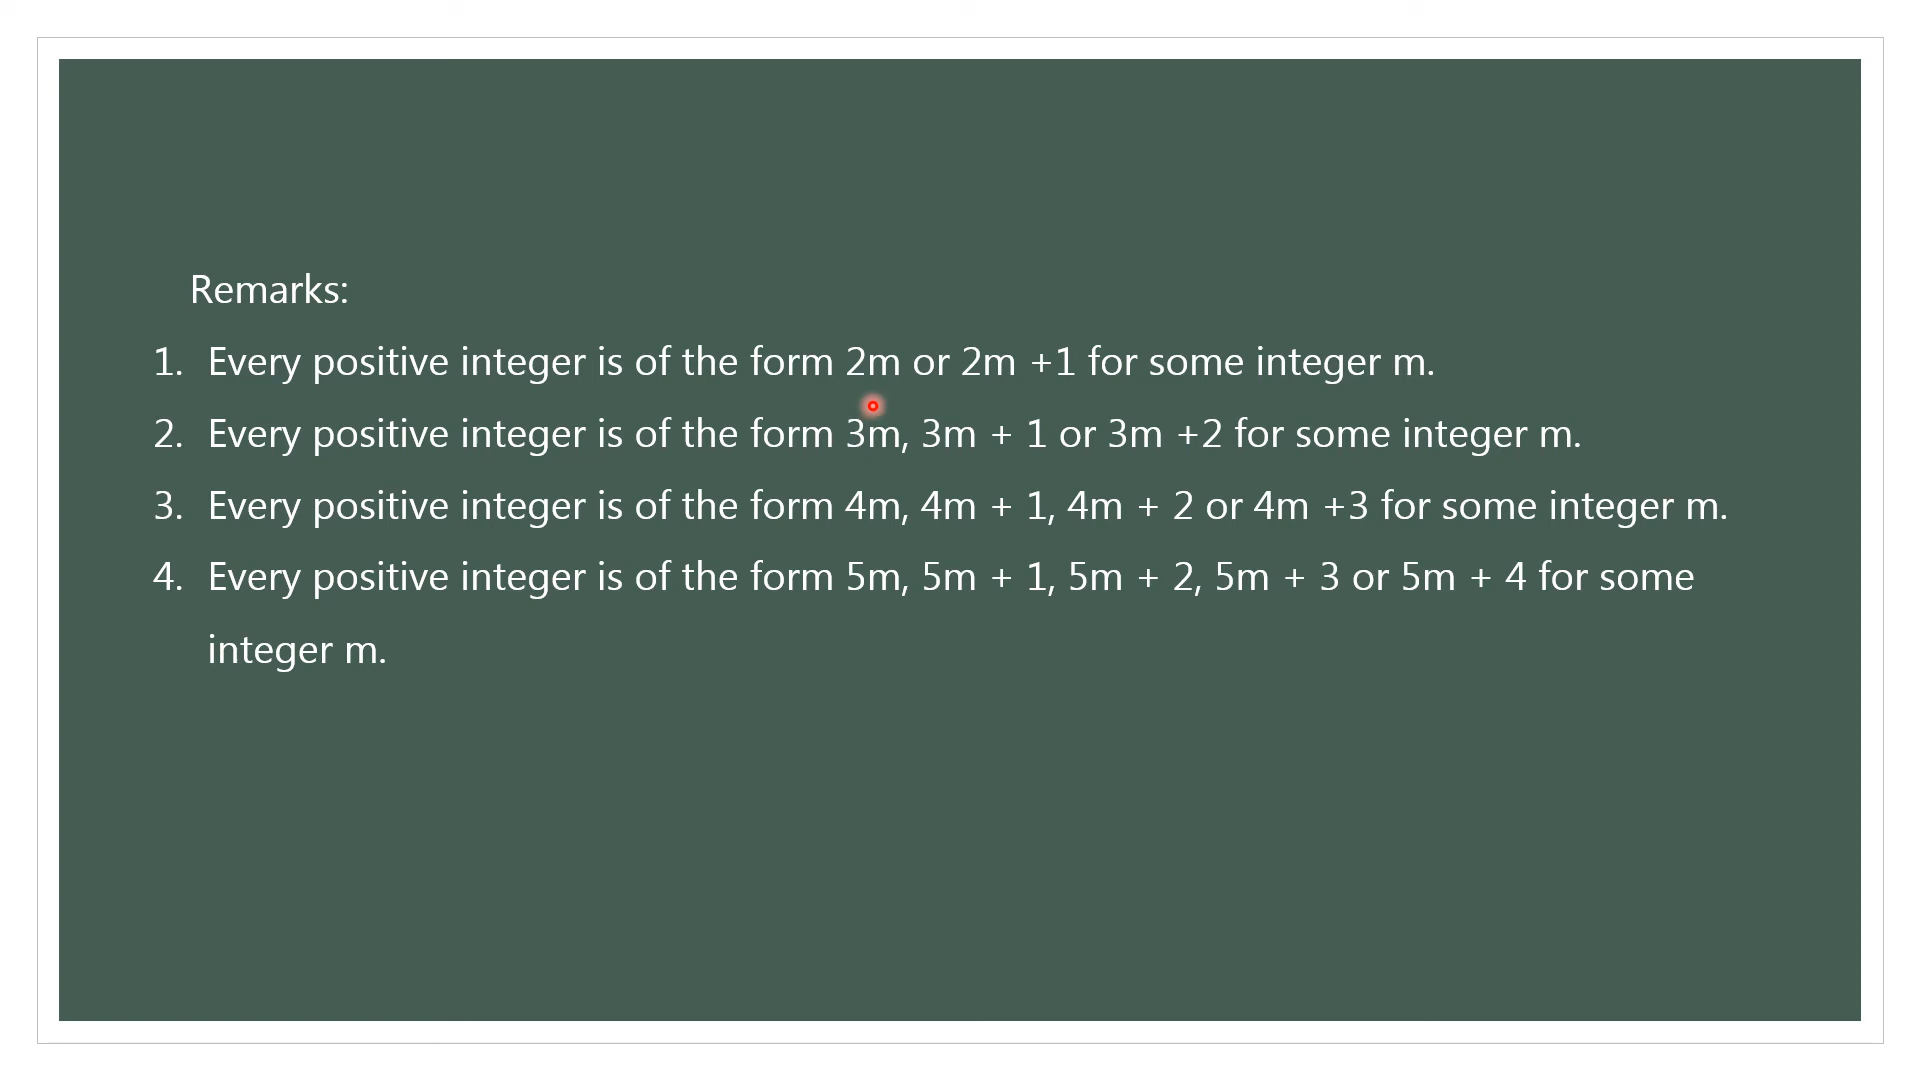 Remarks:
1. Every positive integer is of the form 2m or 2m +1 for some integer m.
2. Every positive integer is of the form 3m, 3m + 1 or 3m +2 for some integer m.
3. Every positive integer is of the form 4m, 4m + 1, 4m + 2 or 4m +3 for some integer m.
4. Every positive integer is of the form 5m, 5m + 1, 5m + 2, 5m + 3 or 5m + 4 for some
integer m.